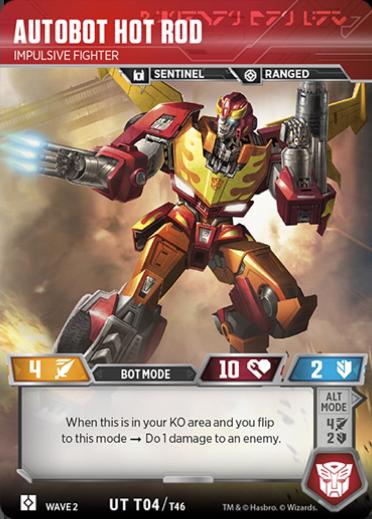 AUTOBOT HOT ROD
IMPULSIVE FIGHTER
SENTINEL RANGED
4 BOT MODE 10 2
When this is in your KO area and you flip
to this mode → Do 1 damage to an enemy.
ALT
MODE
4
2
WAVE 2 UT T04/T46 TM & © Hasbro. © Wizards.